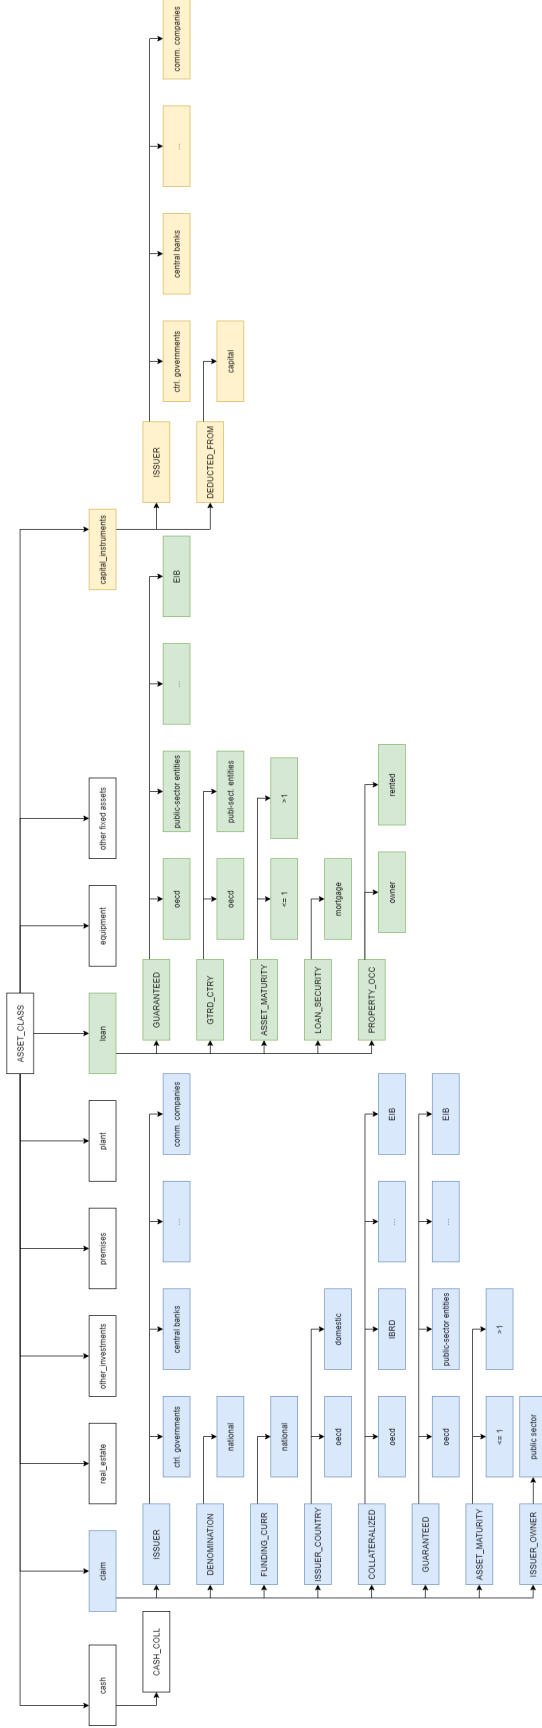 ASSET_CLASS
cash
claim
real_estate
other_investments
premises
plant
loan
equipment
other fixed assets
capital_instruments
CASH_COLL
ISSUER
ctrl. governments
central banks
...
comm. companies
DENOMINATION
national
FUNDING_CURR
national
ISSUER_COUNTRY
oecd
domestic
COLLATERALIZED
oecd
IBRD
...
EIB
GUARANTEED
oecd
public-sector entities
...
EIB
ASSET_MATURITY
<= 1
>1
ISSUER_OWNER
public sector
GUARANTEED
oecd
public-sector entities
...
EIB
GTRD_CTRY
oecd
publ-sect. entities
ASSET_MATURITY
<= 1
>1
LOAN_SECURITY
mortgage
PROPERTY_OCC
owner
rented
ISSUER
ctrl. governments
central banks
...
comm. companies
DEDUCTED_FROM
capital